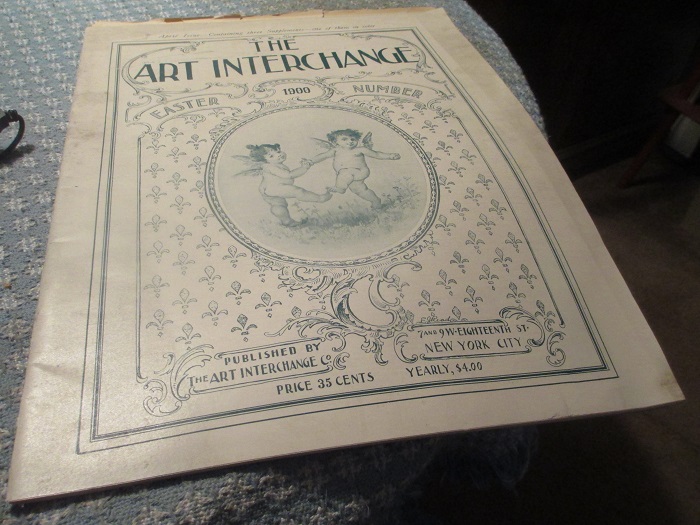 THE
ART INTERCHANGE
EASTER 1900 NUMBER
PUBLISHED BY
THE ART INTERCHANGE Co.
7 AND 9 W. EIGHTEENTH ST.
NEW YORK CITY
PRICE 35 CENTS YEARLY, $4.00